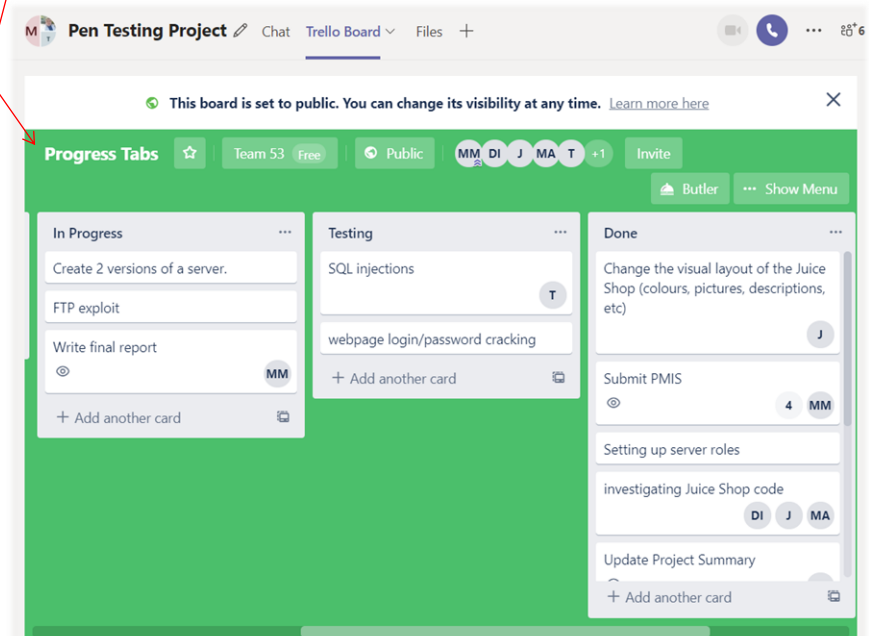 M T Pen Testing Project Chat Trello Board Files + ... 6
This board is set to public. You can change its visibility at any time. Learn more here
Progress Tabs Team 53 Free Public MM DI J MA T +1 Invite
Butler ... Show Menu
In Progress ...
Create 2 versions of a server.
FTP exploit
Write final report
MM
+ Add another card
Testing ...
SQL injections
T
webpage login/password cracking
+ Add another card
Done ...
Change the visual layout of the Juice
Shop (colours, pictures, descriptions,
etc)
J
Submit PMIS
4 MM
Setting up server roles
investigating Juice Shop code
DI J MA
Update Project Summary
+ Add another card